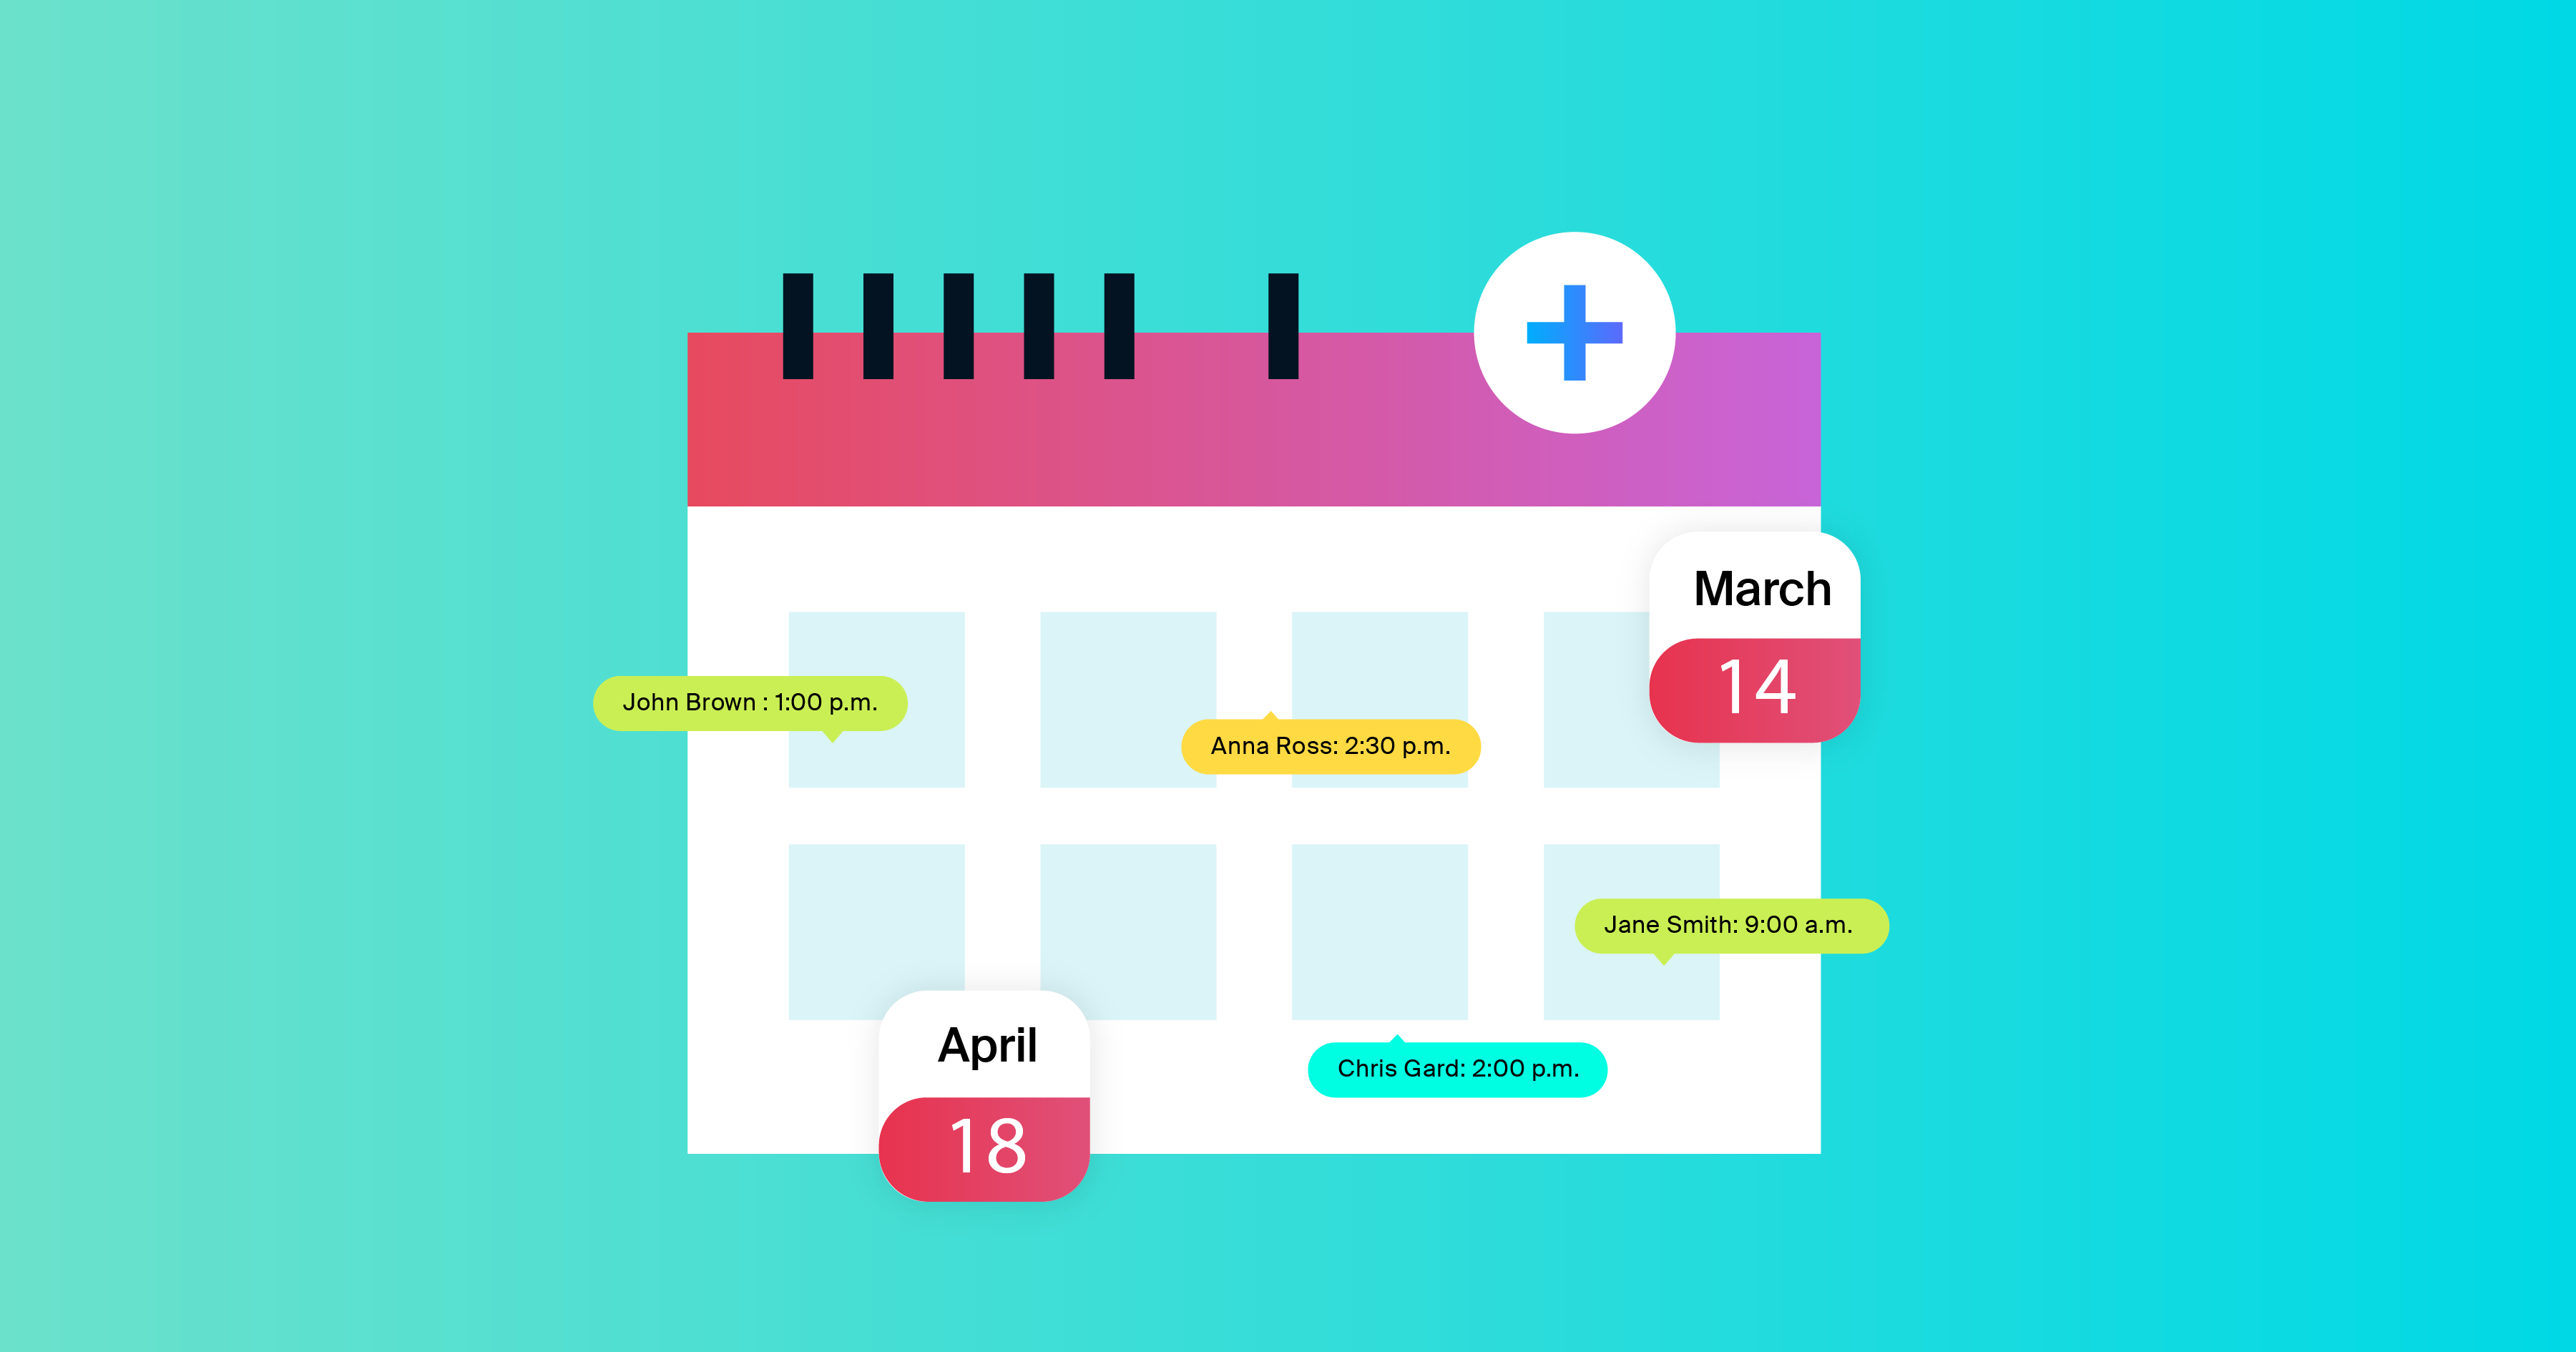 March
14
John Brown : 1:00 p.m.
Anna Ross: 2:30 p.m.
Jane Smith: 9:00 a.m.
April
18
Chris Gard: 2:00 p.m.